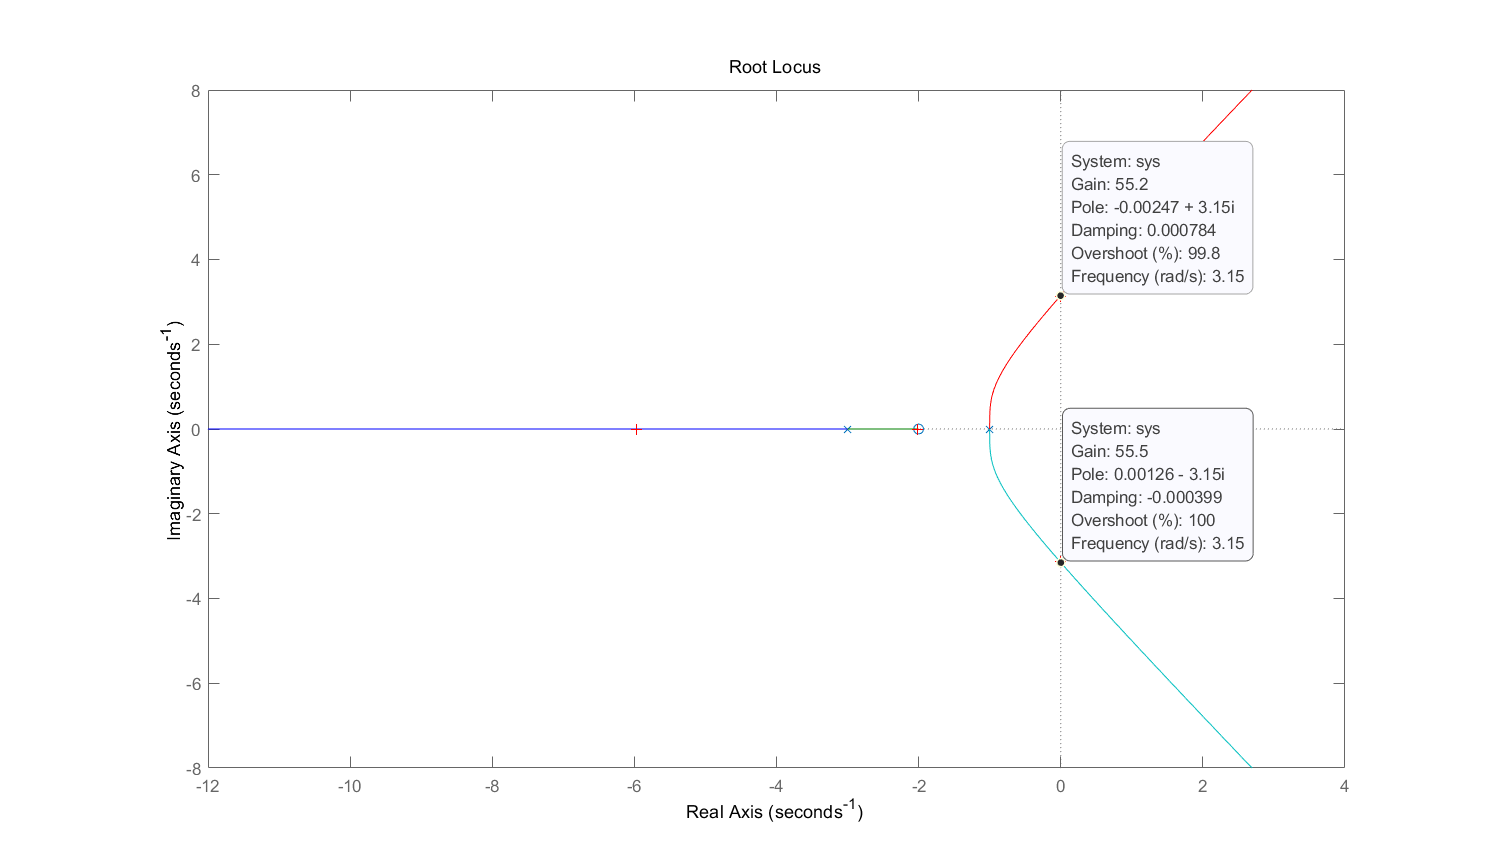 Root Locus
8
System: sys
Gain: 55.2
Pole: -0.00247 + 3.15i
Damping: 0.000784
Overshoot (%): 99.8
Frequency (rad/s): 3.15
6
4
2
0
-2
-4
-6
-8
Imaginary Axis (seconds⁻¹)
System: sys
Gain: 55.5
Pole: 0.00126 - 3.15i
Damping: -0.000399
Overshoot (%): 100
Frequency (rad/s): 3.15
-12 -10 -8 -6 -4 -2 0 2 4
Real Axis (seconds⁻¹)